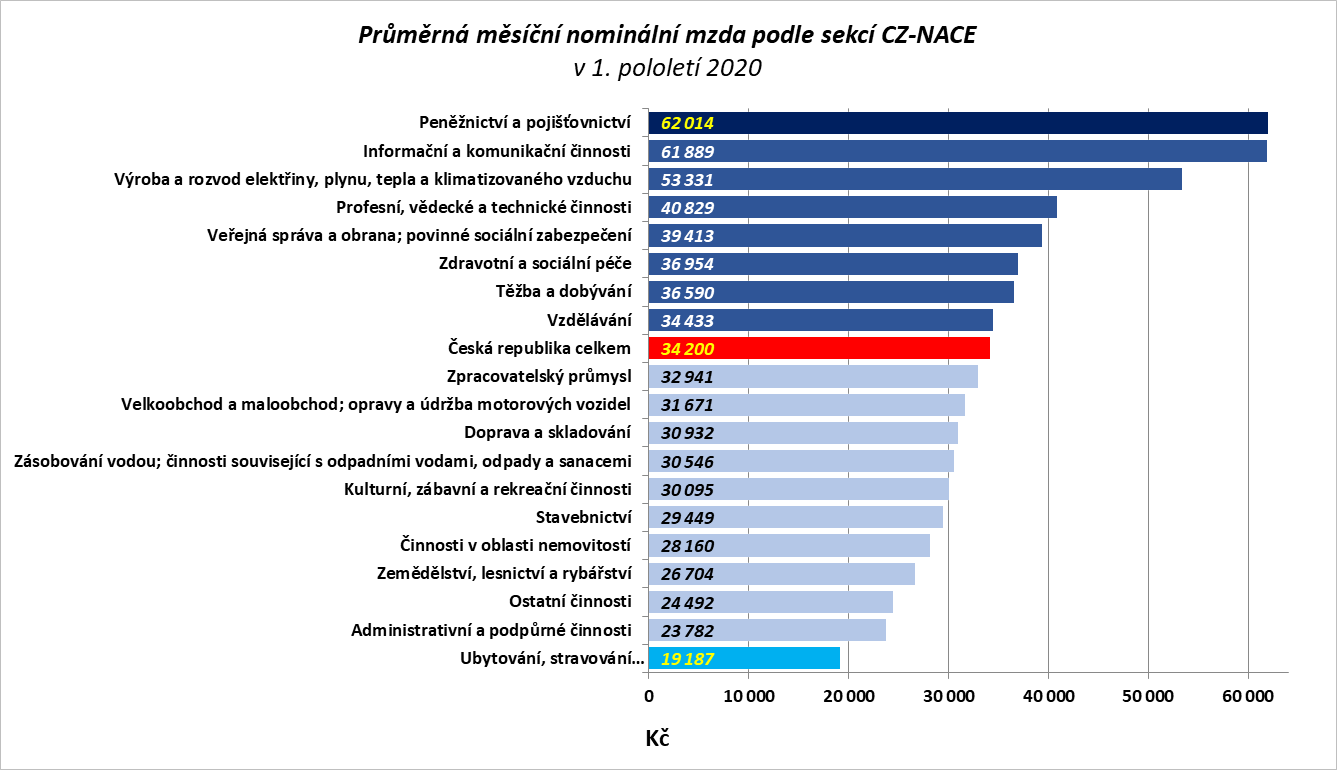 Průměrná měsíční nominální mzda podle sekcí CZ-NACE
v 1. pololetí 2020
Peněžnictví a pojišťovnictví 62 014
Informační a komunikační činnosti 61 889
Výroba a rozvod elektřiny, plynu, tepla a klimatizovaného vzduchu 53 331
Profesní, vědecké a technické činnosti 40 829
Veřejná správa a obrana; povinné sociální zabezpečení 39 413
Zdravotní a sociální péče 36 954
Těžba a dobývání 36 590
Vzdělávání 34 433
Česká republika celkem 34 200
Zpracovatelský průmysl 32 941
Velkoobchod a maloobchod; opravy a údržba motorových vozidel 31 671
Doprava a skladování 30 932
Zásobování vodou; činnosti související s odpadními vodami, odpady a sanacemi 30 546
Kulturní, zábavní a rekreační činnosti 30 095
Stavebnictví 29 449
Činnosti v oblasti nemovitostí 28 160
Zemědělství, lesnictví a rybářství 26 704
Ostatní činnosti 24 492
Administrativní a podpůrné činnosti 23 782
Ubytování, stravování... 19 187
0 10 000 20 000 30 000 40 000 50 000 60 000
Kč